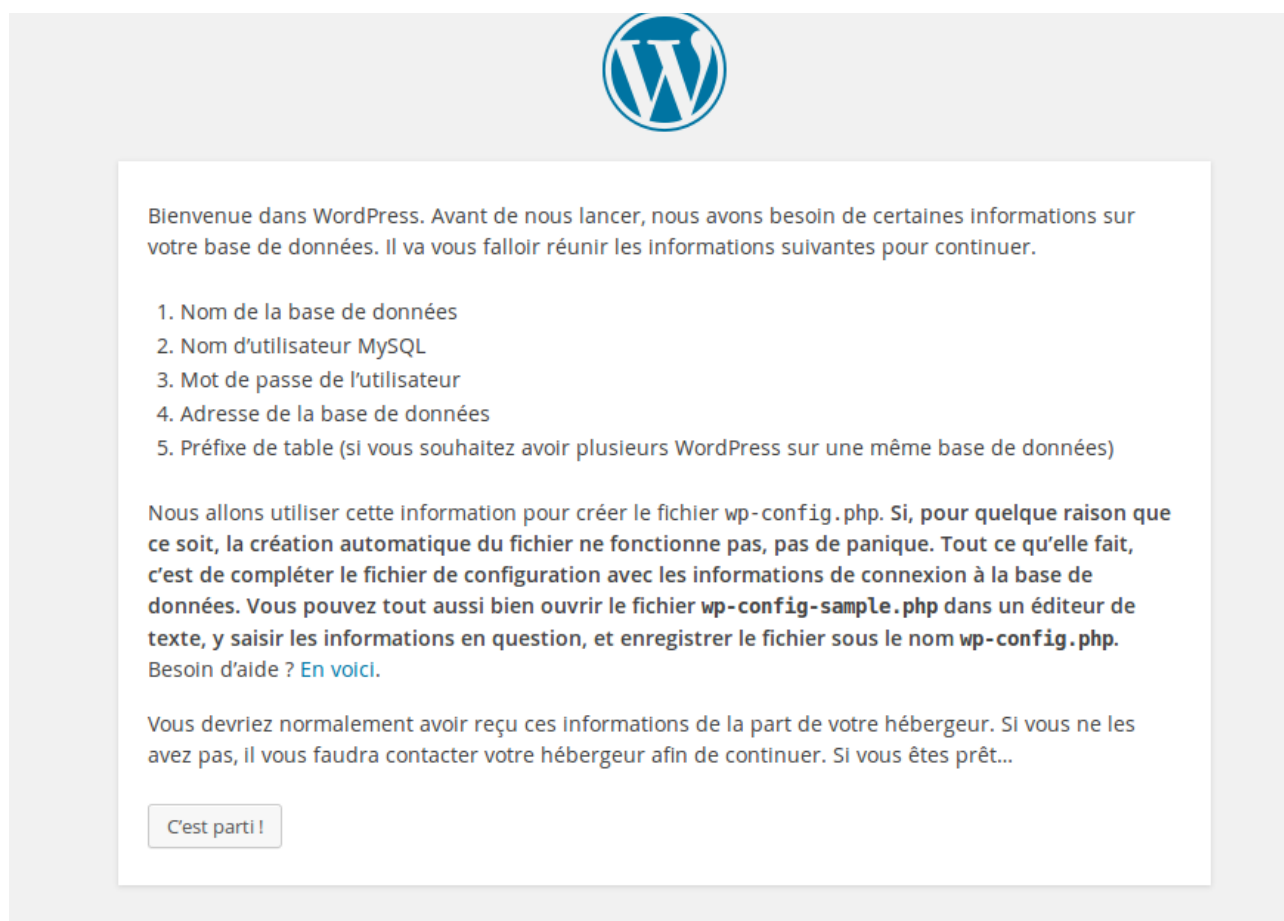 Bienvenue dans WordPress. Avant de nous lancer, nous avons besoin de certaines informations sur
votre base de données. Il va vous falloir réunir les informations suivantes pour continuer.
1. Nom de la base de données
2. Nom d’utilisateur MySQL
3. Mot de passe de l’utilisateur
4. Adresse de la base de données
5. Préfixe de table (si vous souhaitez avoir plusieurs WordPress sur une même base de données)
Nous allons utiliser cette information pour créer le fichier wp-config.php. Si, pour quelque raison que
ce soit, la création automatique du fichier ne fonctionne pas, pas de panique. Tout ce qu’elle fait,
c’est de compléter le fichier de configuration avec les informations de connexion à la base de
données. Vous pouvez tout aussi bien ouvrir le fichier wp-config-sample.php dans un éditeur de
texte, y saisir les informations en question, et enregistrer le fichier sous le nom wp-config.php.
Besoin d’aide ? En voici.
Vous devriez normalement avoir reçu ces informations de la part de votre hébergeur. Si vous ne les
avez pas, il vous faudra contacter votre hébergeur afin de continuer. Si vous êtes prêt…
C’est parti !